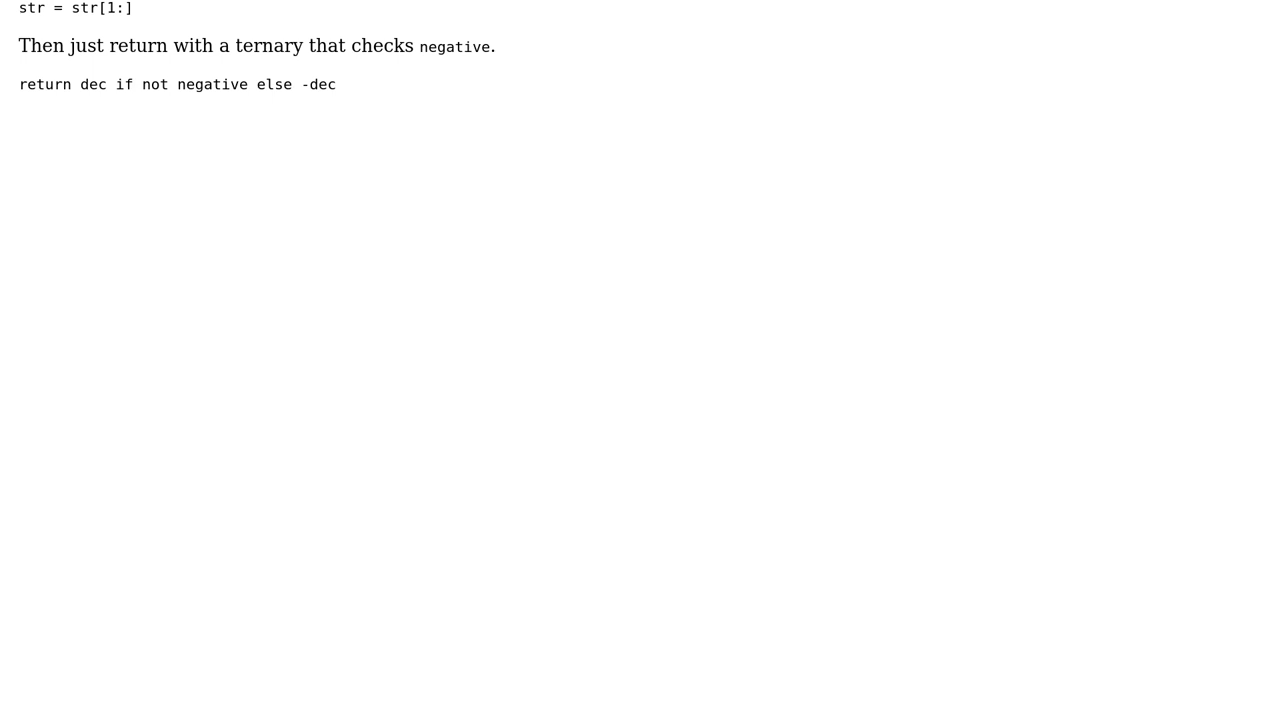 str = str[1:]
Then just return with a ternary that checks negative.
return dec if not negative else -dec